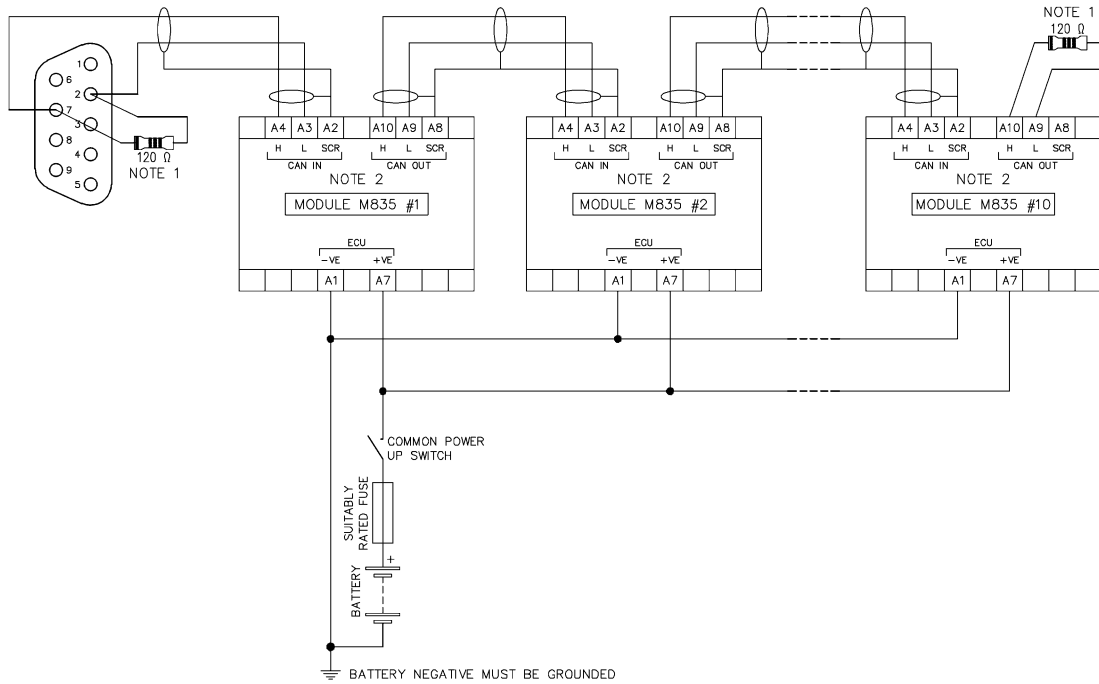 NOTE 1
120 Ω
1
6
2
7
3
8
4
9
5
120 Ω
NOTE 1
A4 A3 A2 A10 A9 A8
H L SCR H L SCR
CAN IN CAN OUT
NOTE 2
MODULE M835 #1
ECU
-VE +VE
A1 A7
A4 A3 A2 A10 A9 A8
H L SCR H L SCR
CAN IN CAN OUT
NOTE 2
MODULE M835 #2
ECU
-VE +VE
A1 A7
A4 A3 A2 A10 A9 A8
H L SCR H L SCR
CAN IN CAN OUT
NOTE 2
MODULE M835 #10
ECU
-VE +VE
A1 A7
COMMON POWER
UP SWITCH
SUITABLY
RATED FUSE
+
BATTERY
BATTERY NEGATIVE MUST BE GROUNDED